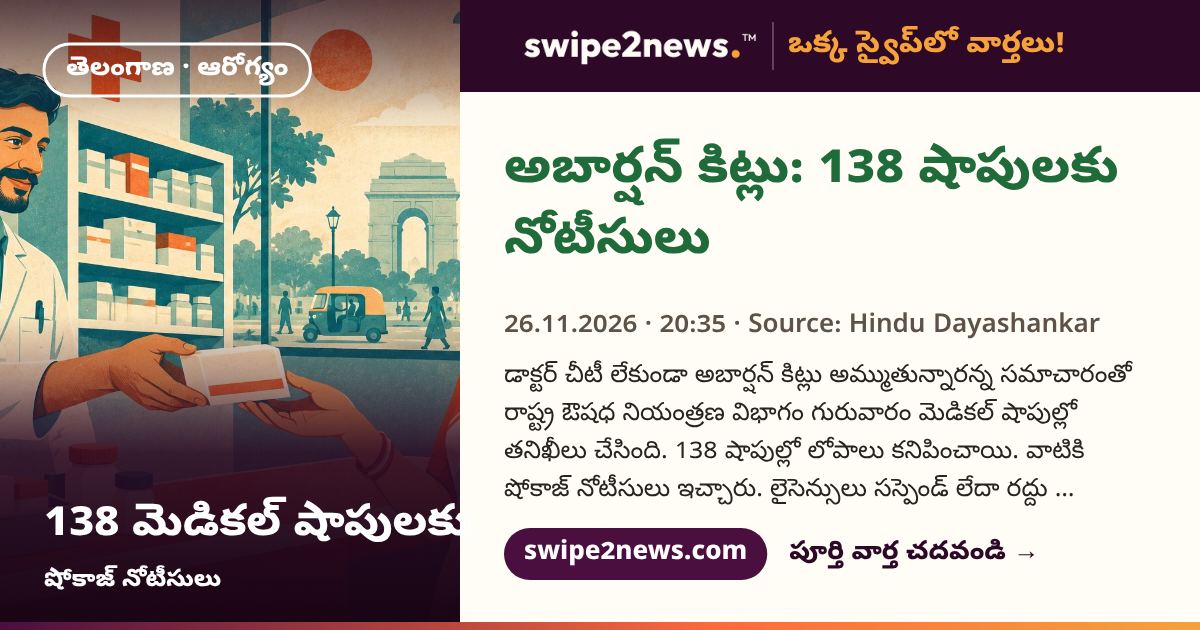 తెలంగాణ · ఆరోగ్యం
138 మెడికల్ షాపులకు
షోకాజ్ నోటీసులు
swipe2news.™
ఒక్క స్వైప్‌లో వార్తలు!
అబార్షన్ కిట్లు: 138 షాపులకు
నోటీసులు
26.11.2026 · 20:35 · Source: Hindu Dayashankar
డాక్టర్ చీటీ లేకుండా అబార్షన్ కిట్లు అమ్ముతున్నారన్న సమాచారంతో
రాష్ట్ర ఔషధ నియంత్రణ విభాగం గురువారం మెడికల్ షాపుల్లో
తనిఖీలు చేసింది. 138 షాపుల్లో లోపాలు కనిపించాయి. వాటికి
షోకాజ్ నోటీసులు ఇచ్చారు. లైసెన్సులు సస్పెండ్ లేదా రద్దు ...
swipe2news.com
పూర్తి వార్త చదవండి →